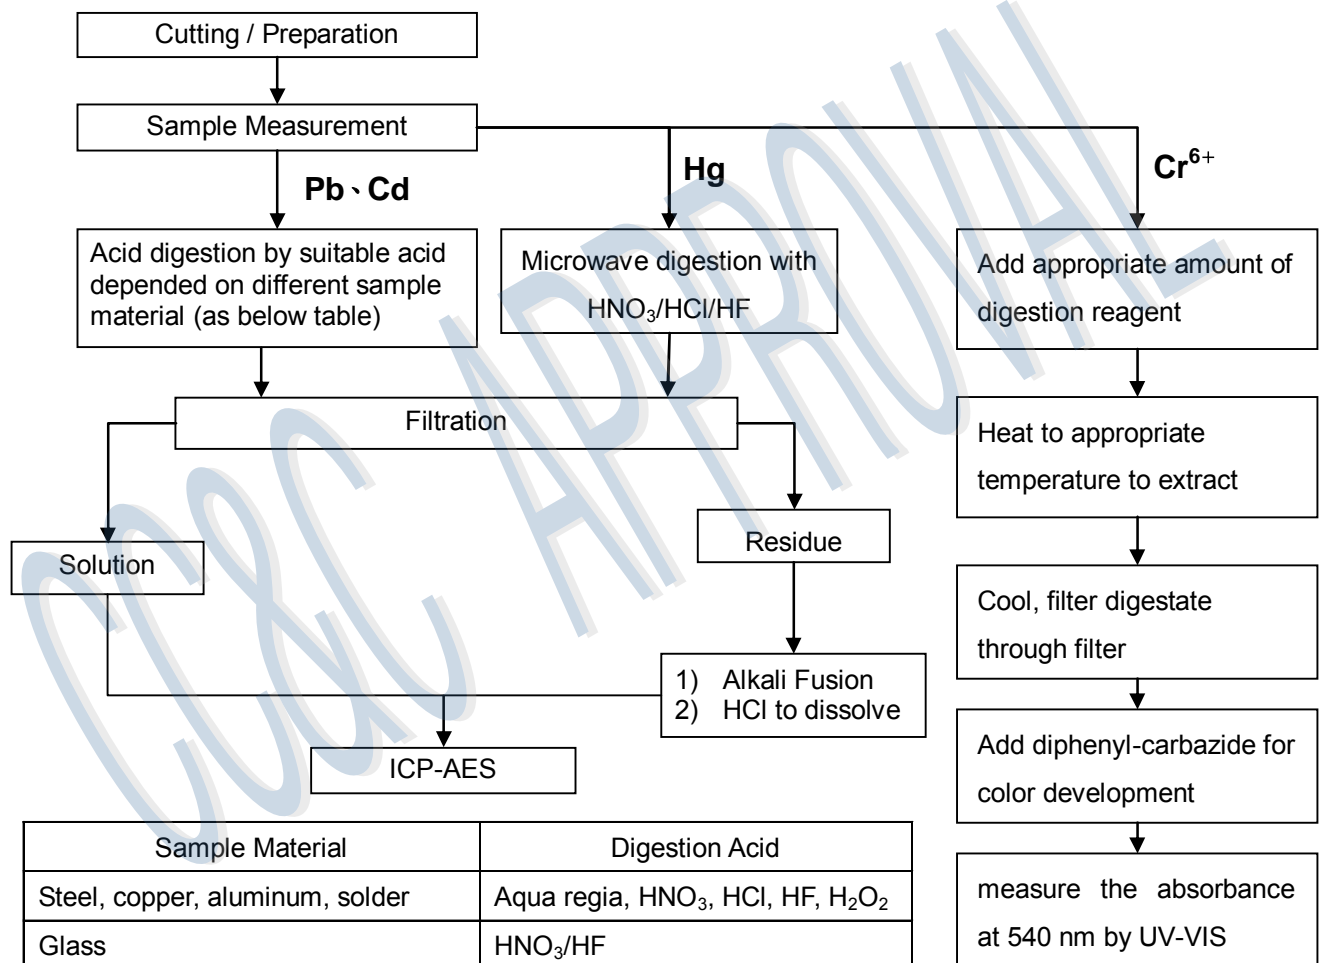 Cutting / Preparation
Sample Measurement
Pb、Cd
Hg
Cr⁶⁺
Acid digestion by suitable acid
depended on different sample
material (as below table)
Microwave digestion with
HNO₃/HCl/HF
Add appropriate amount of
digestion reagent
Filtration
Heat to appropriate
temperature to extract
Solution
Residue
Cool, filter digestate
through filter
1) Alkali Fusion
2) HCl to dissolve
ICP-AES
Add diphenyl-carbazide for
color development
measure the absorbance
at 540 nm by UV-VIS
Sample Material Digestion Acid
Steel, copper, aluminum, solder Aqua regia, HNO₃, HCl, HF, H₂O₂
Glass HNO₃/HF
CC&C APPROVAL